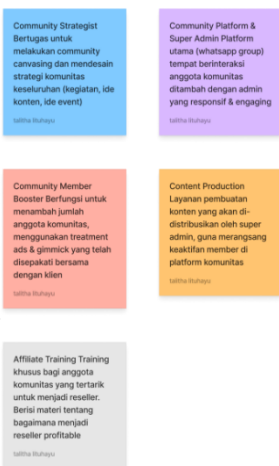 Community Strategist
Bertugas untuk
melakukan community
canvasing dan mendesain
strategi komunitas
keseluruhan (kegiatan, ide
konten, ide event)
talitha lituhayu
Community Platform &
Super Admin Platform
utama (whatsapp group)
tempat berinteraksi
anggota komunitas
ditambah dengan admin
yang responsif & engaging
talitha lituhayu
Community Member
Booster Berfungsi untuk
menambah jumlah
anggota komunitas,
menggunakan treatment
ads & gimmick yang telah
disepakati bersama
dengan klien
talitha lituhayu
Content Production
Layanan pembuatan
konten yang akan di-
distribusikan oleh super
admin, guna merangsang
keaktifan member di
platform komunitas
talitha lituhayu
Affiliate Training Training
khusus bagi anggota
komunitas yang tertarik
untuk menjadi reseller.
Berisi materi tentang
bagaimana menjadi
reseller profitable
talitha lituhayu